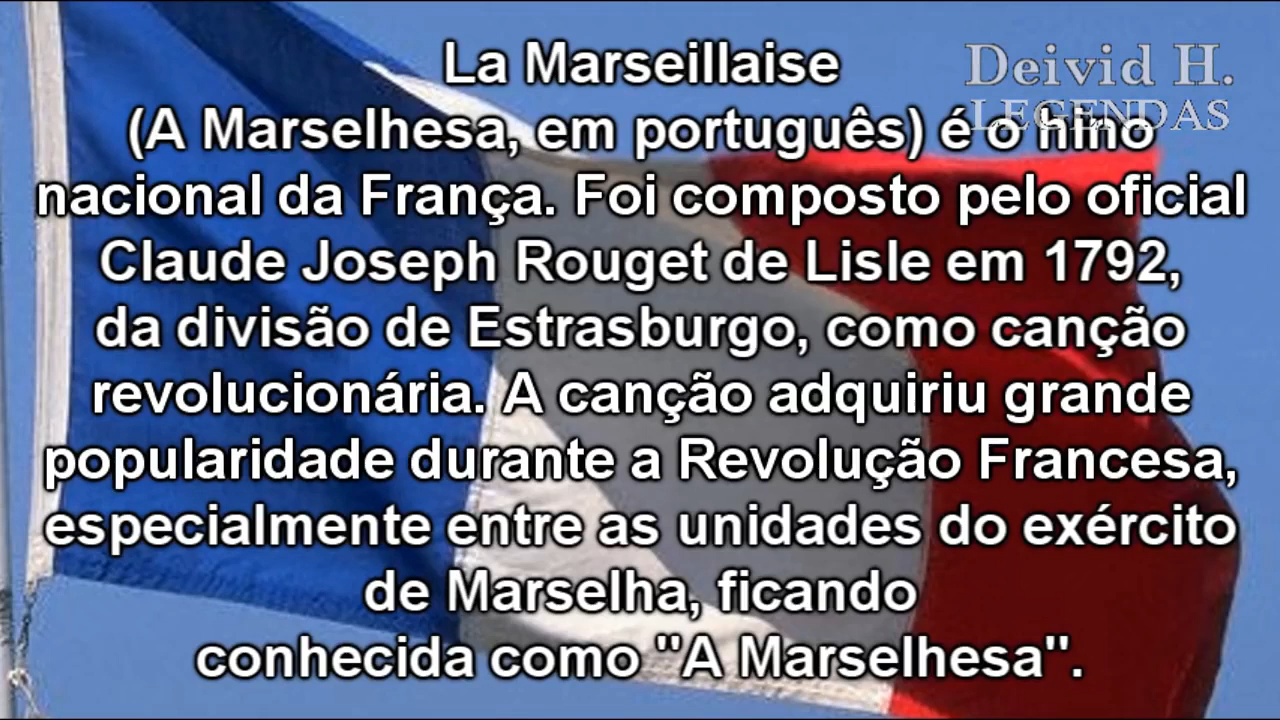 La Marseillaise
Deivid H.
LEGENDAS
(A Marselhesa, em português) é o hino
nacional da França. Foi composto pelo oficial
Claude Joseph Rouget de Lisle em 1792,
da divisão de Estrasburgo, como canção
revolucionária. A canção adquiriu grande
popularidade durante a Revolução Francesa,
especialmente entre as unidades do exército
de Marselha, ficando
conhecida como "A Marselhesa".